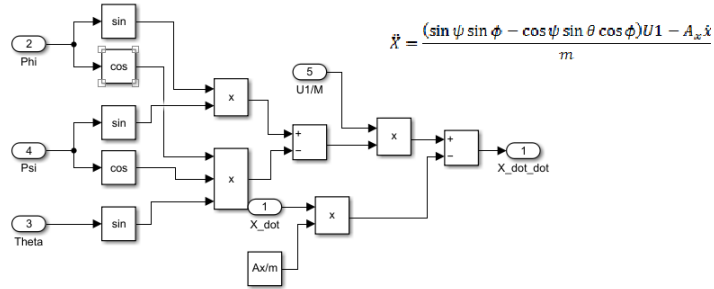 sin
2
Phi
cos
x
5
U1/M
Ẍ = (sin ψ sin ϕ − cos ψ sin θ cos ϕ)U1 − Aₓẋ
m
4
Psi
sin
cos
x
+
−
x
+
−
1
X_dot_dot
3
Theta
sin
1
X_dot
x
Ax/m